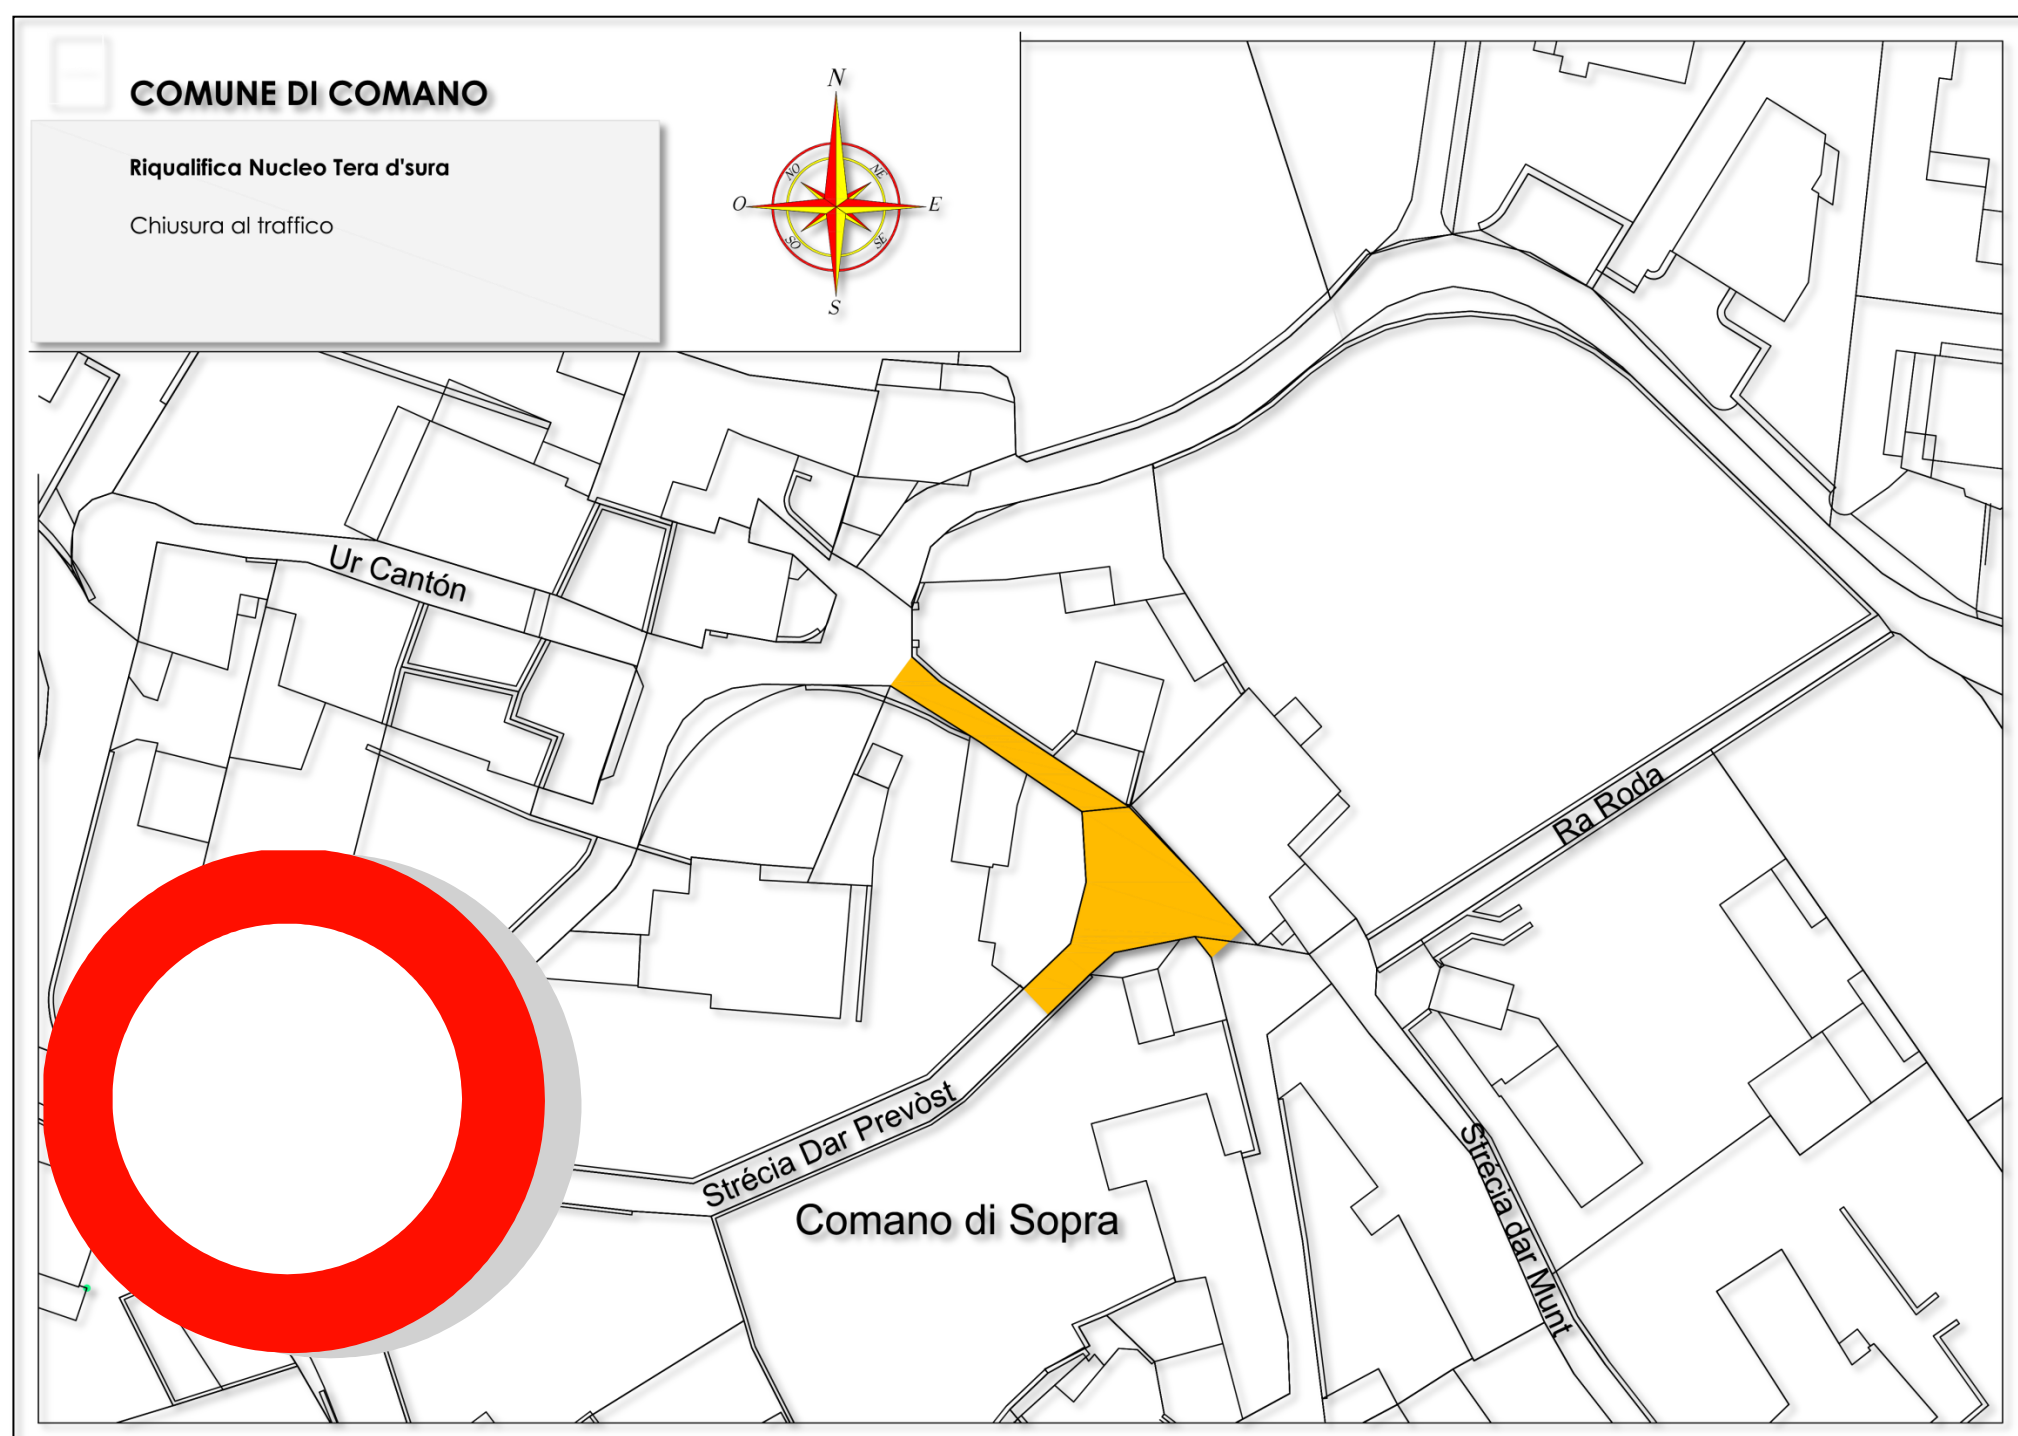 COMUNE DI COMANO
Riqualifica Nucleo Tera d'sura
Chiusura al traffico
N
NO
NE
O
E
SO
SE
S
Ur Cantón
Ra Roda
Strécia Dar Prevòst
Comano di Sopra
Strécia dar Munt